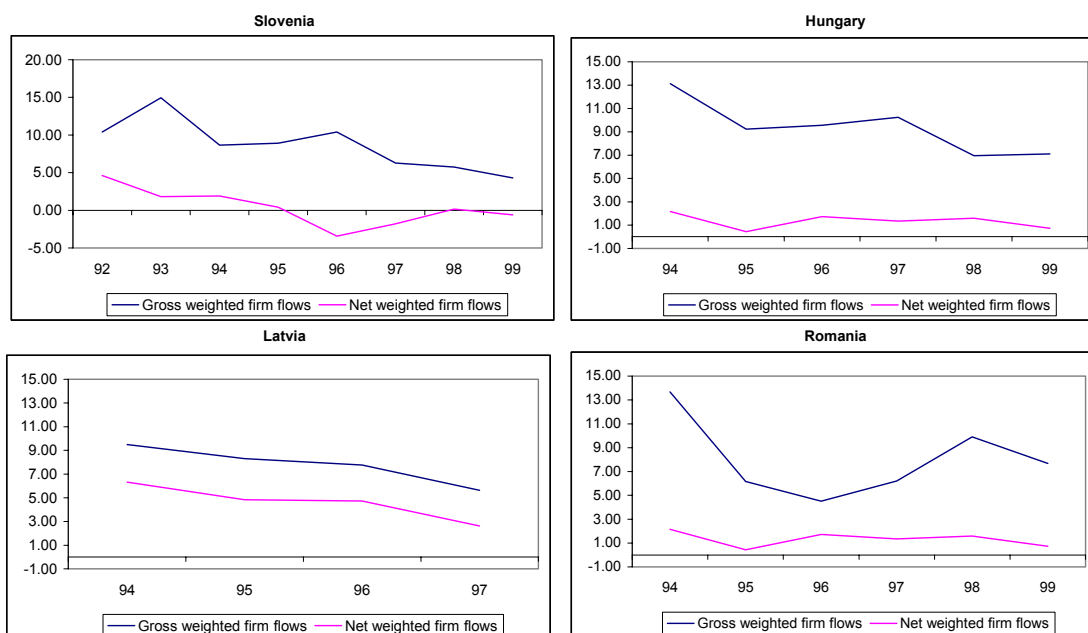 Slovenia
20.00
15.00
10.00
5.00
0.00
-5.00
92 93 94 95 96 97 98 99
Gross weighted firm flows Net weighted firm flows
Hungary
15.00
13.00
11.00
9.00
7.00
5.00
3.00
1.00
-1.00
94 95 96 97 98 99
Gross weighted firm flows Net weighted firm flows
Latvia
15.00
13.00
11.00
9.00
7.00
5.00
3.00
1.00
-1.00
94 95 96 97
Gross weighted firm flows Net weighted firm flows
Romania
15.00
13.00
11.00
9.00
7.00
5.00
3.00
1.00
-1.00
94 95 96 97 98 99
Gross weighted firm flows Net weighted firm flows